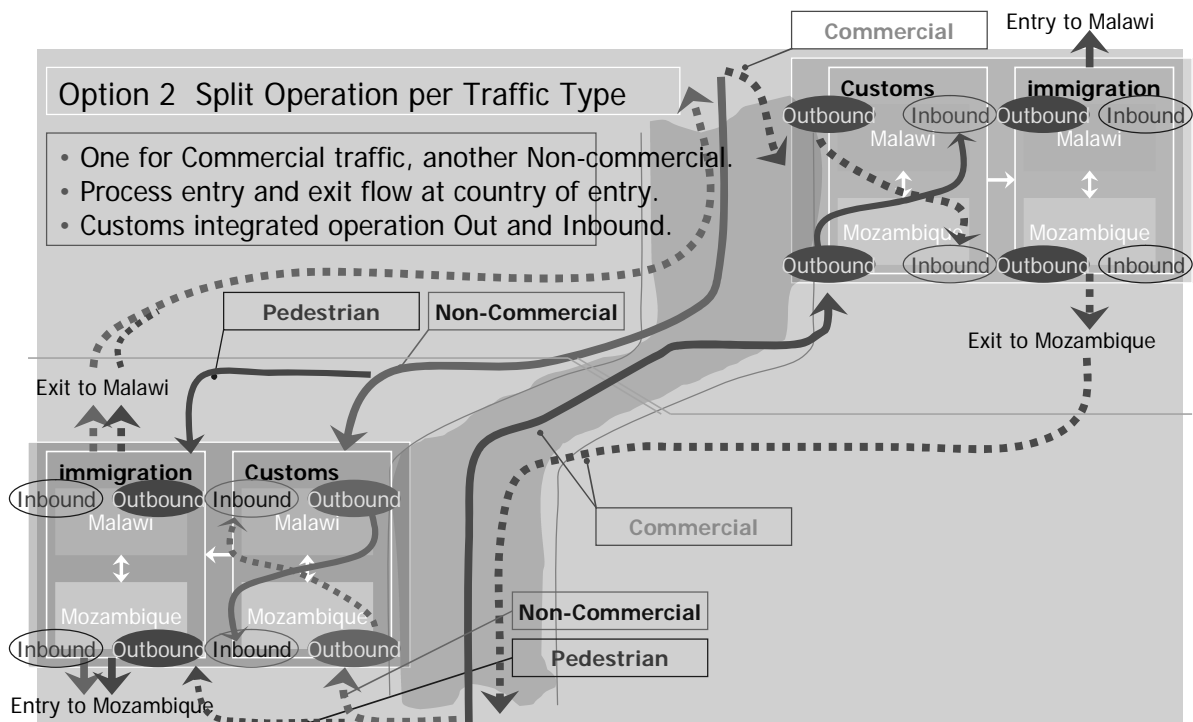 Commercial
Entry to Malawi
Option 2 Split Operation per Traffic Type
• One for Commercial traffic, another Non-commercial.
• Process entry and exit flow at country of entry.
• Customs integrated operation Out and Inbound.
Customs
immigration
Outbound
Inbound
Outbound
Inbound
Malawi
Malawi
Mozambique
Mozambique
Outbound
Inbound
Outbound
Inbound
Exit to Mozambique
Pedestrian
Non-Commercial
Exit to Malawi
immigration
Customs
Inbound
Outbound
Inbound
Outbound
Malawi
Malawi
Commercial
Mozambique
Mozambique
Inbound
Outbound
Inbound
Outbound
Non-Commercial
Pedestrian
Entry to Mozambique